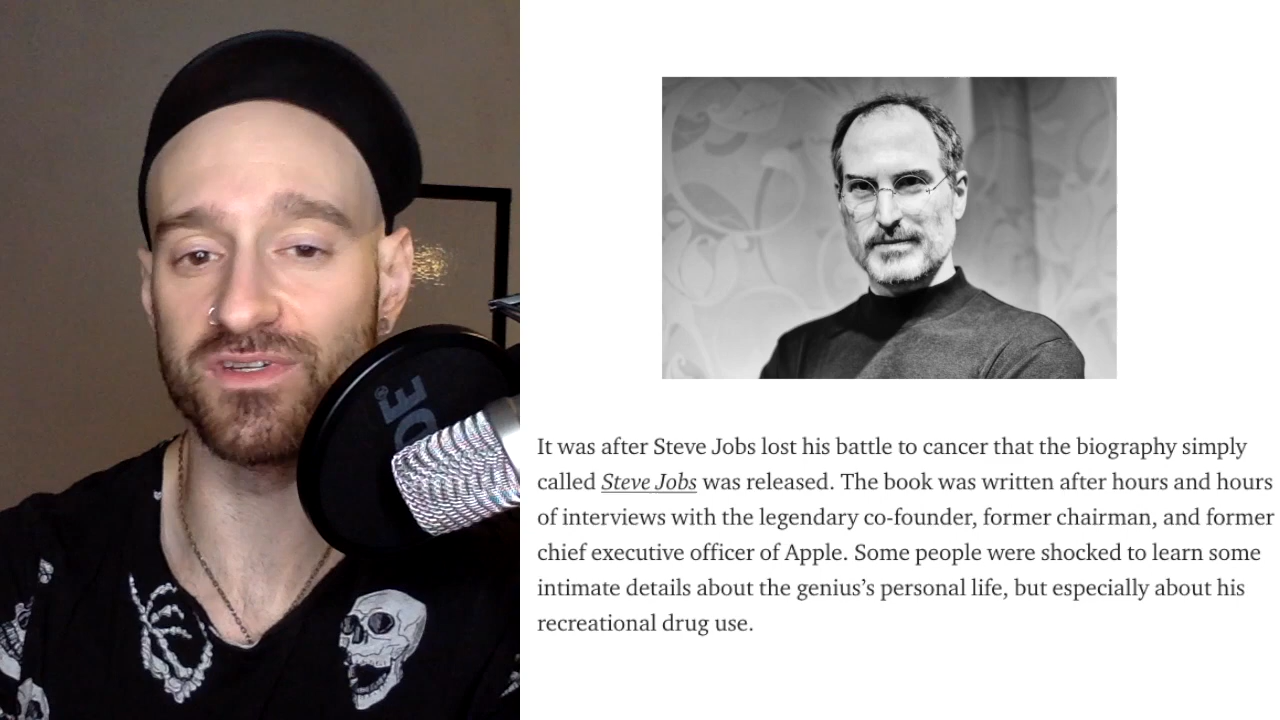 ODE®
It was after Steve Jobs lost his battle to cancer that the biography simply
called Steve Jobs was released. The book was written after hours and hours
of interviews with the legendary co-founder, former chairman, and former
chief executive officer of Apple. Some people were shocked to learn some
intimate details about the genius’s personal life, but especially about his
recreational drug use.